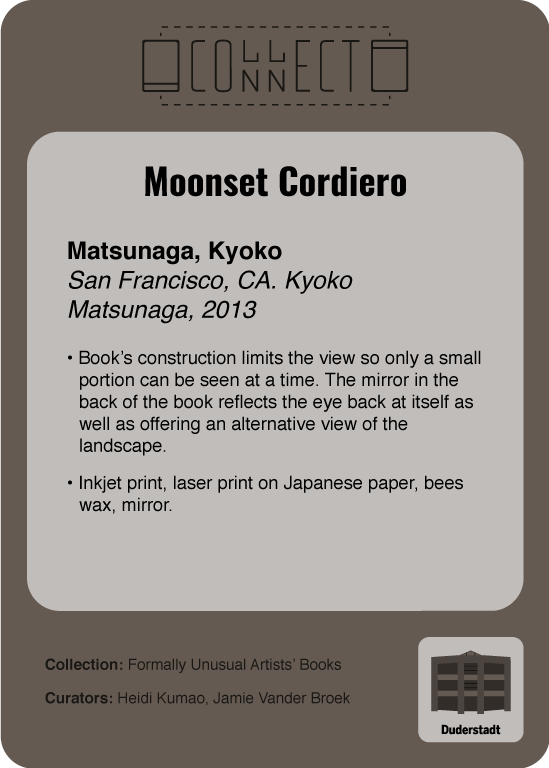 CONNECT
Moonset Cordiero
Matsunaga, Kyoko
San Francisco, CA. Kyoko
Matsunaga, 2013
• Book’s construction limits the view so only a small
portion can be seen at a time. The mirror in the
back of the book reflects the eye back at itself as
well as offering an alternative view of the
landscape.
• Inkjet print, laser print on Japanese paper, bees
wax, mirror.
Collection: Formally Unusual Artists’ Books
Curators: Heidi Kumao, Jamie Vander Broek
Duderstadt